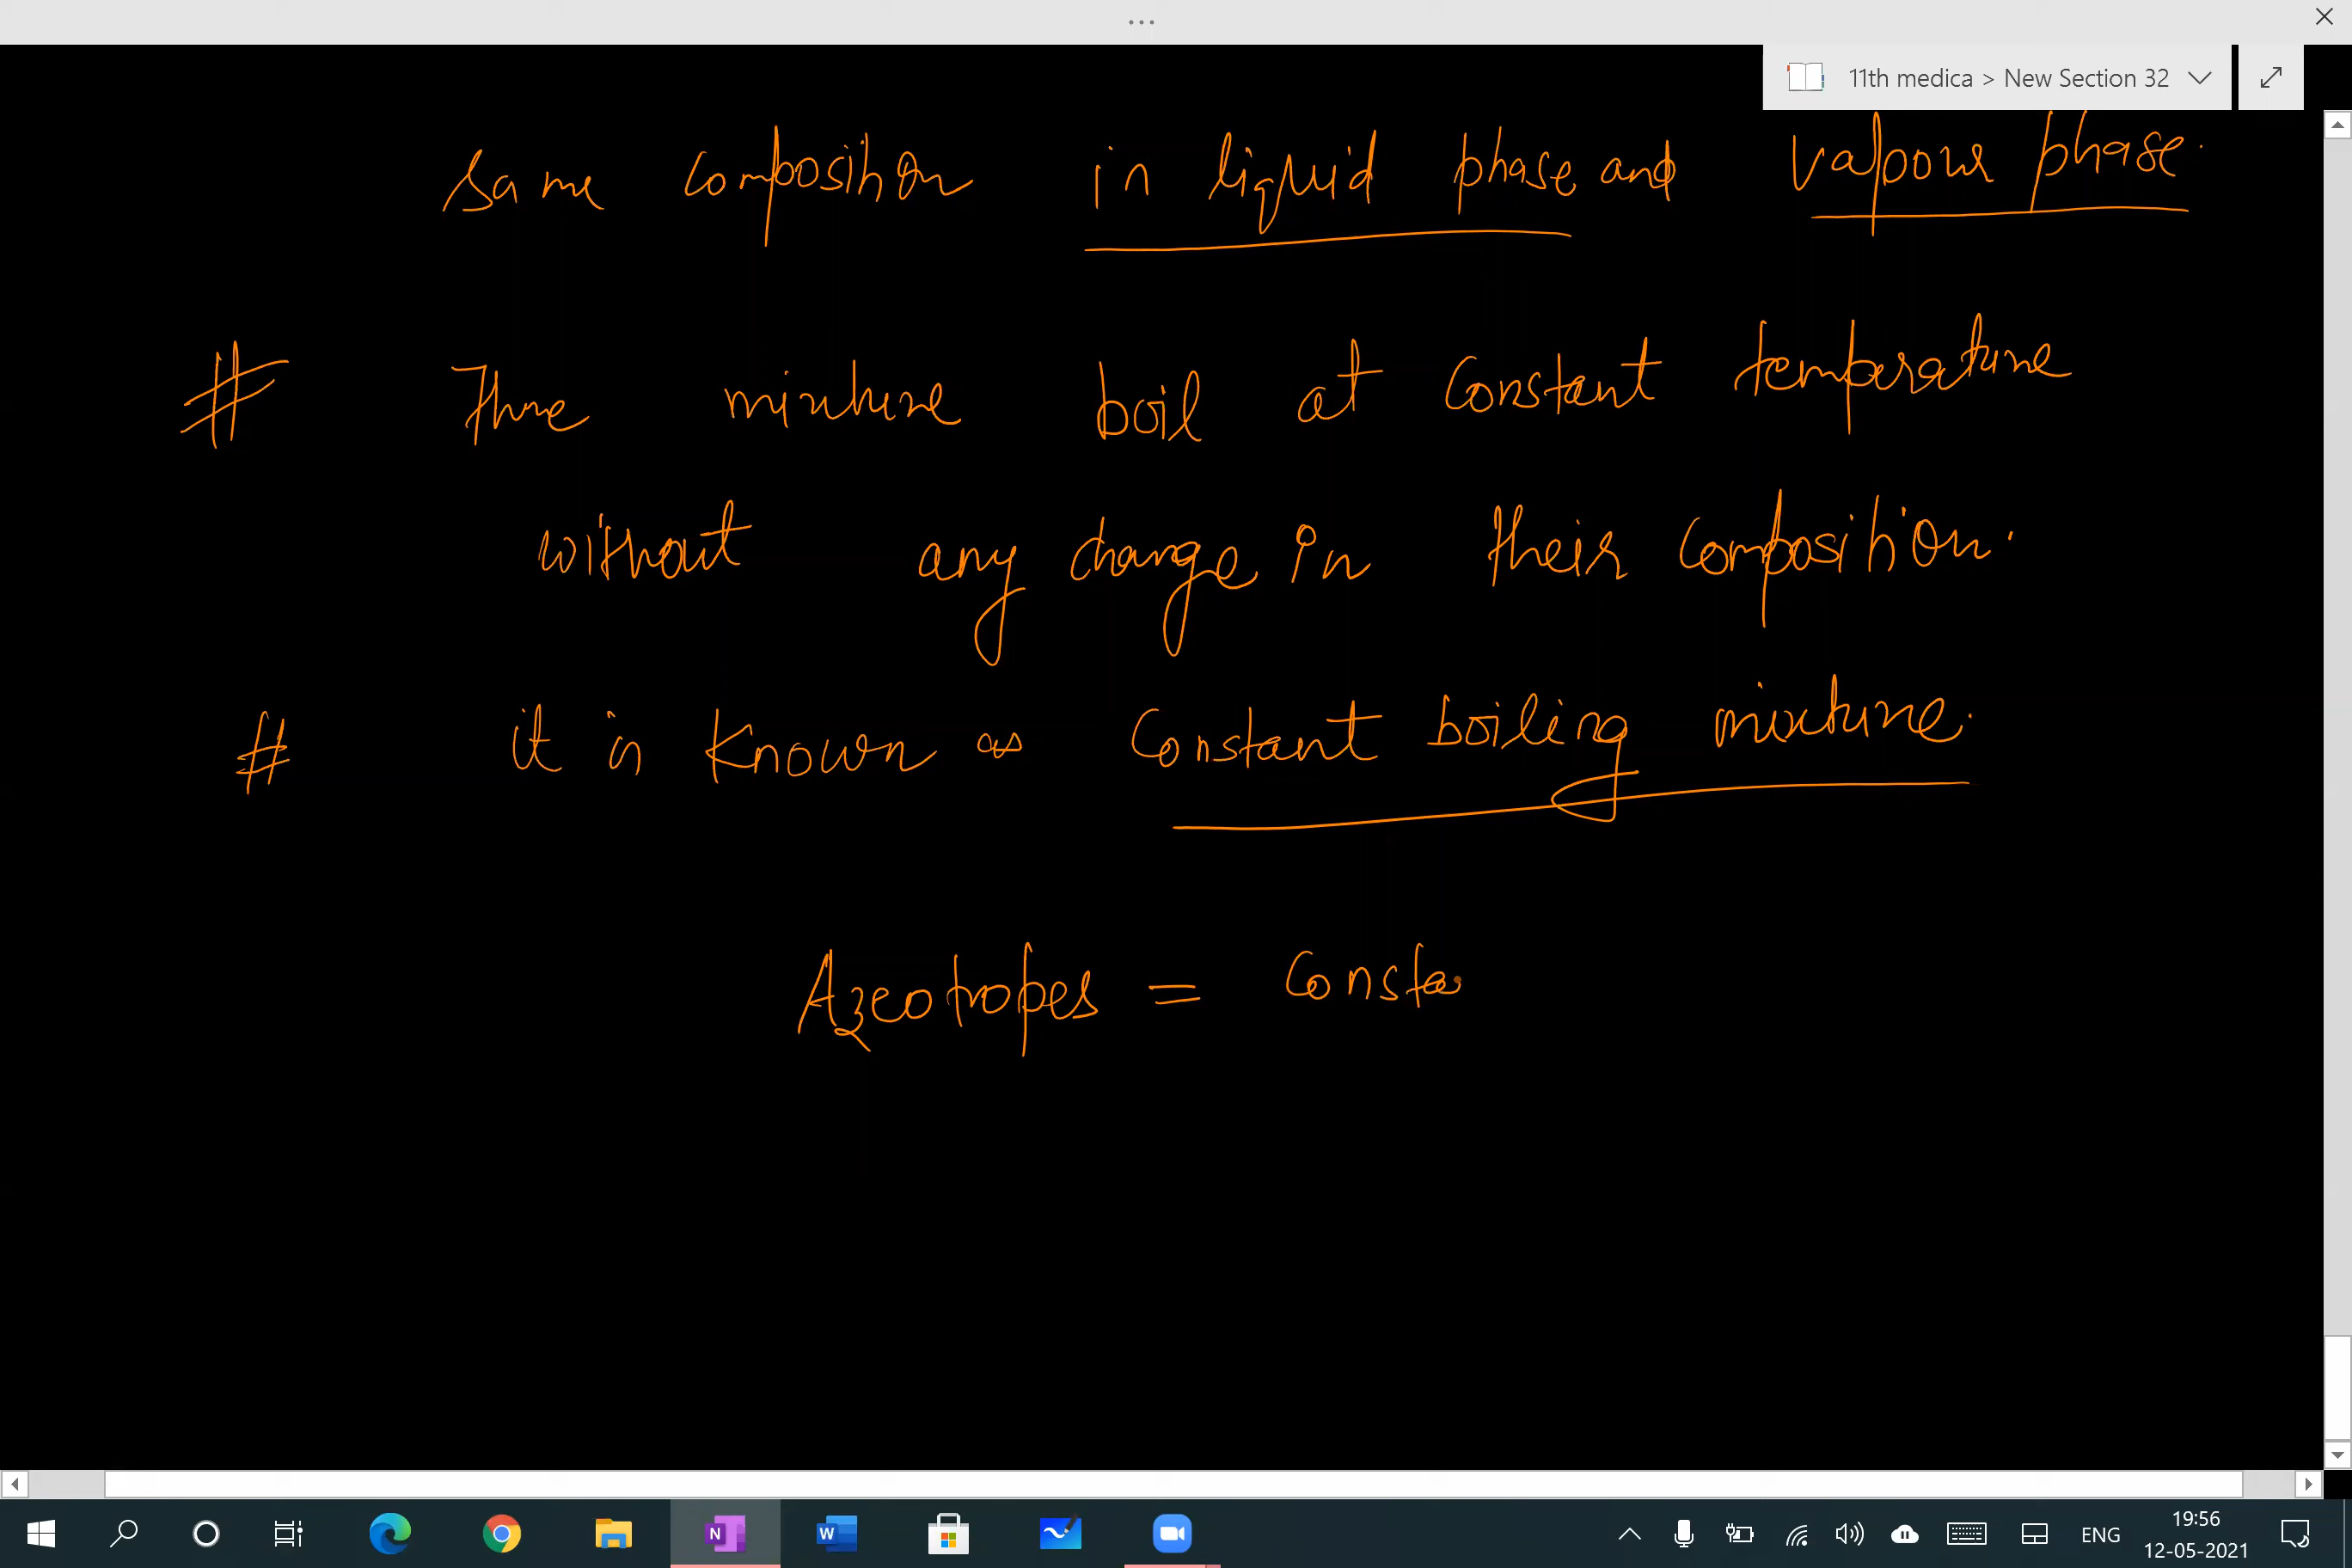 ...
11th medica > New Section 32
Same composition in liquid phase and vapour phase.
# These mixture boil at constant temperature
without any change in their composition.
# it is known as Constant boiling mixture.
Azeotropes = Consta
N
W
ENG
19:56
12-05-2021